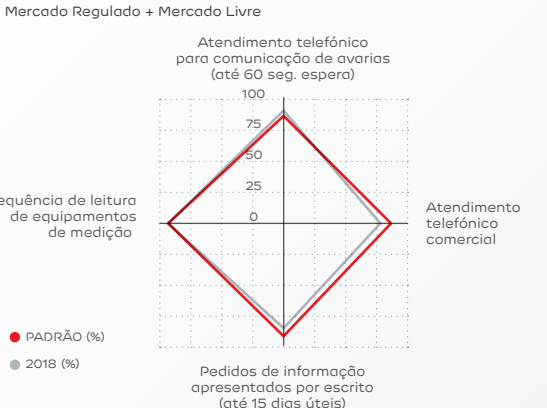 Mercado Regulado + Mercado Livre
Atendimento telefónico
para comunicação de avarias
(até 60 seg. espera)
100
75
50
25
0
equência de leitura
de equipamentos
de medição
Atendimento
telefónico
comercial
PADRÃO (%)
2018 (%)
Pedidos de informação
apresentados por escrito
(até 15 dias úteis)